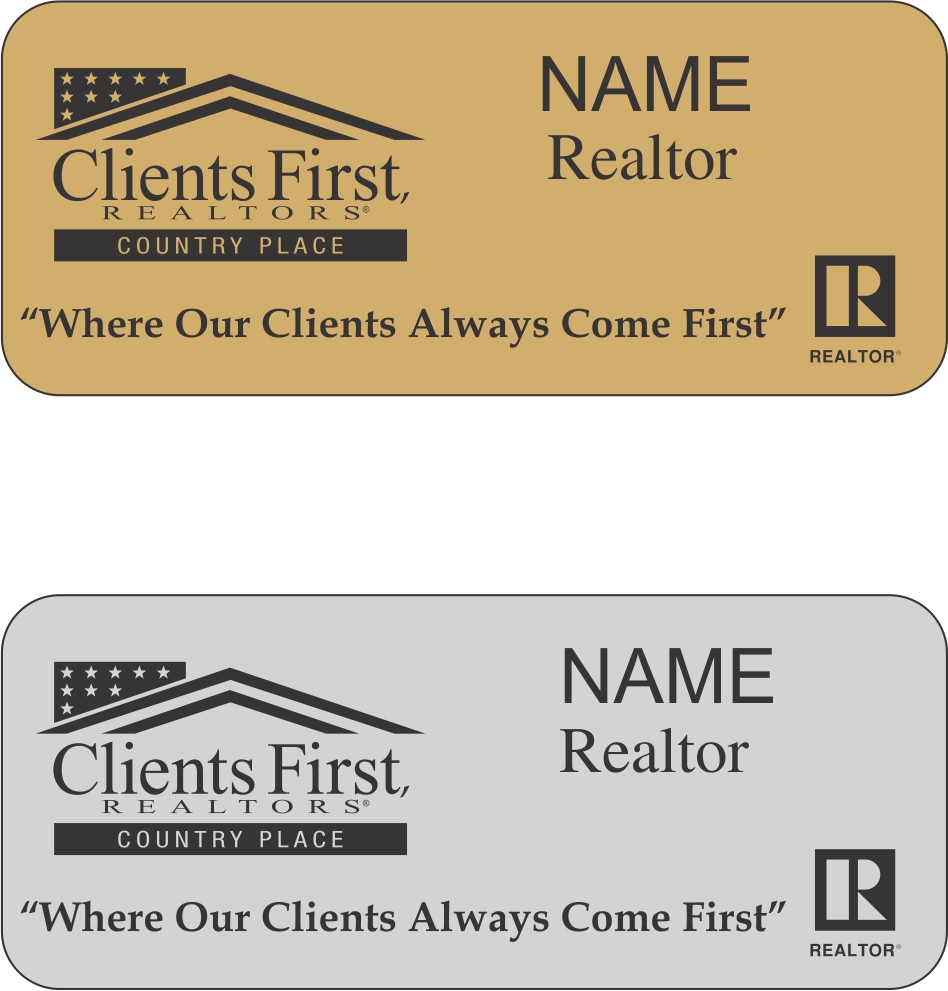 NAME
Realtor
Clients First,
REALTORS®
COUNTRY PLACE
“Where Our Clients Always Come First”
REALTOR®
NAME
Realtor
Clients First,
REALTORS®
COUNTRY PLACE
“Where Our Clients Always Come First”
REALTOR®